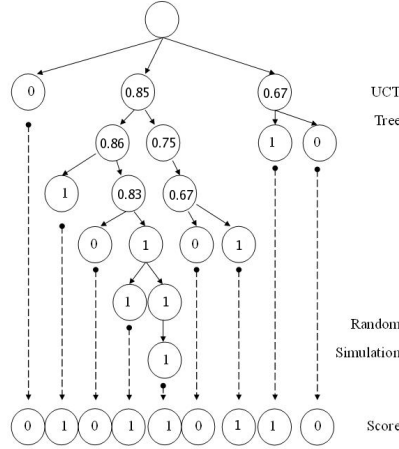 0 0.85 0.67 UCT
Tree
0.86 0.75 1 0
1 0.83 0.67
0 1 0 1
1 1
Random
Simulation
1
0 1 0 1 1 0 1 1 0 Score